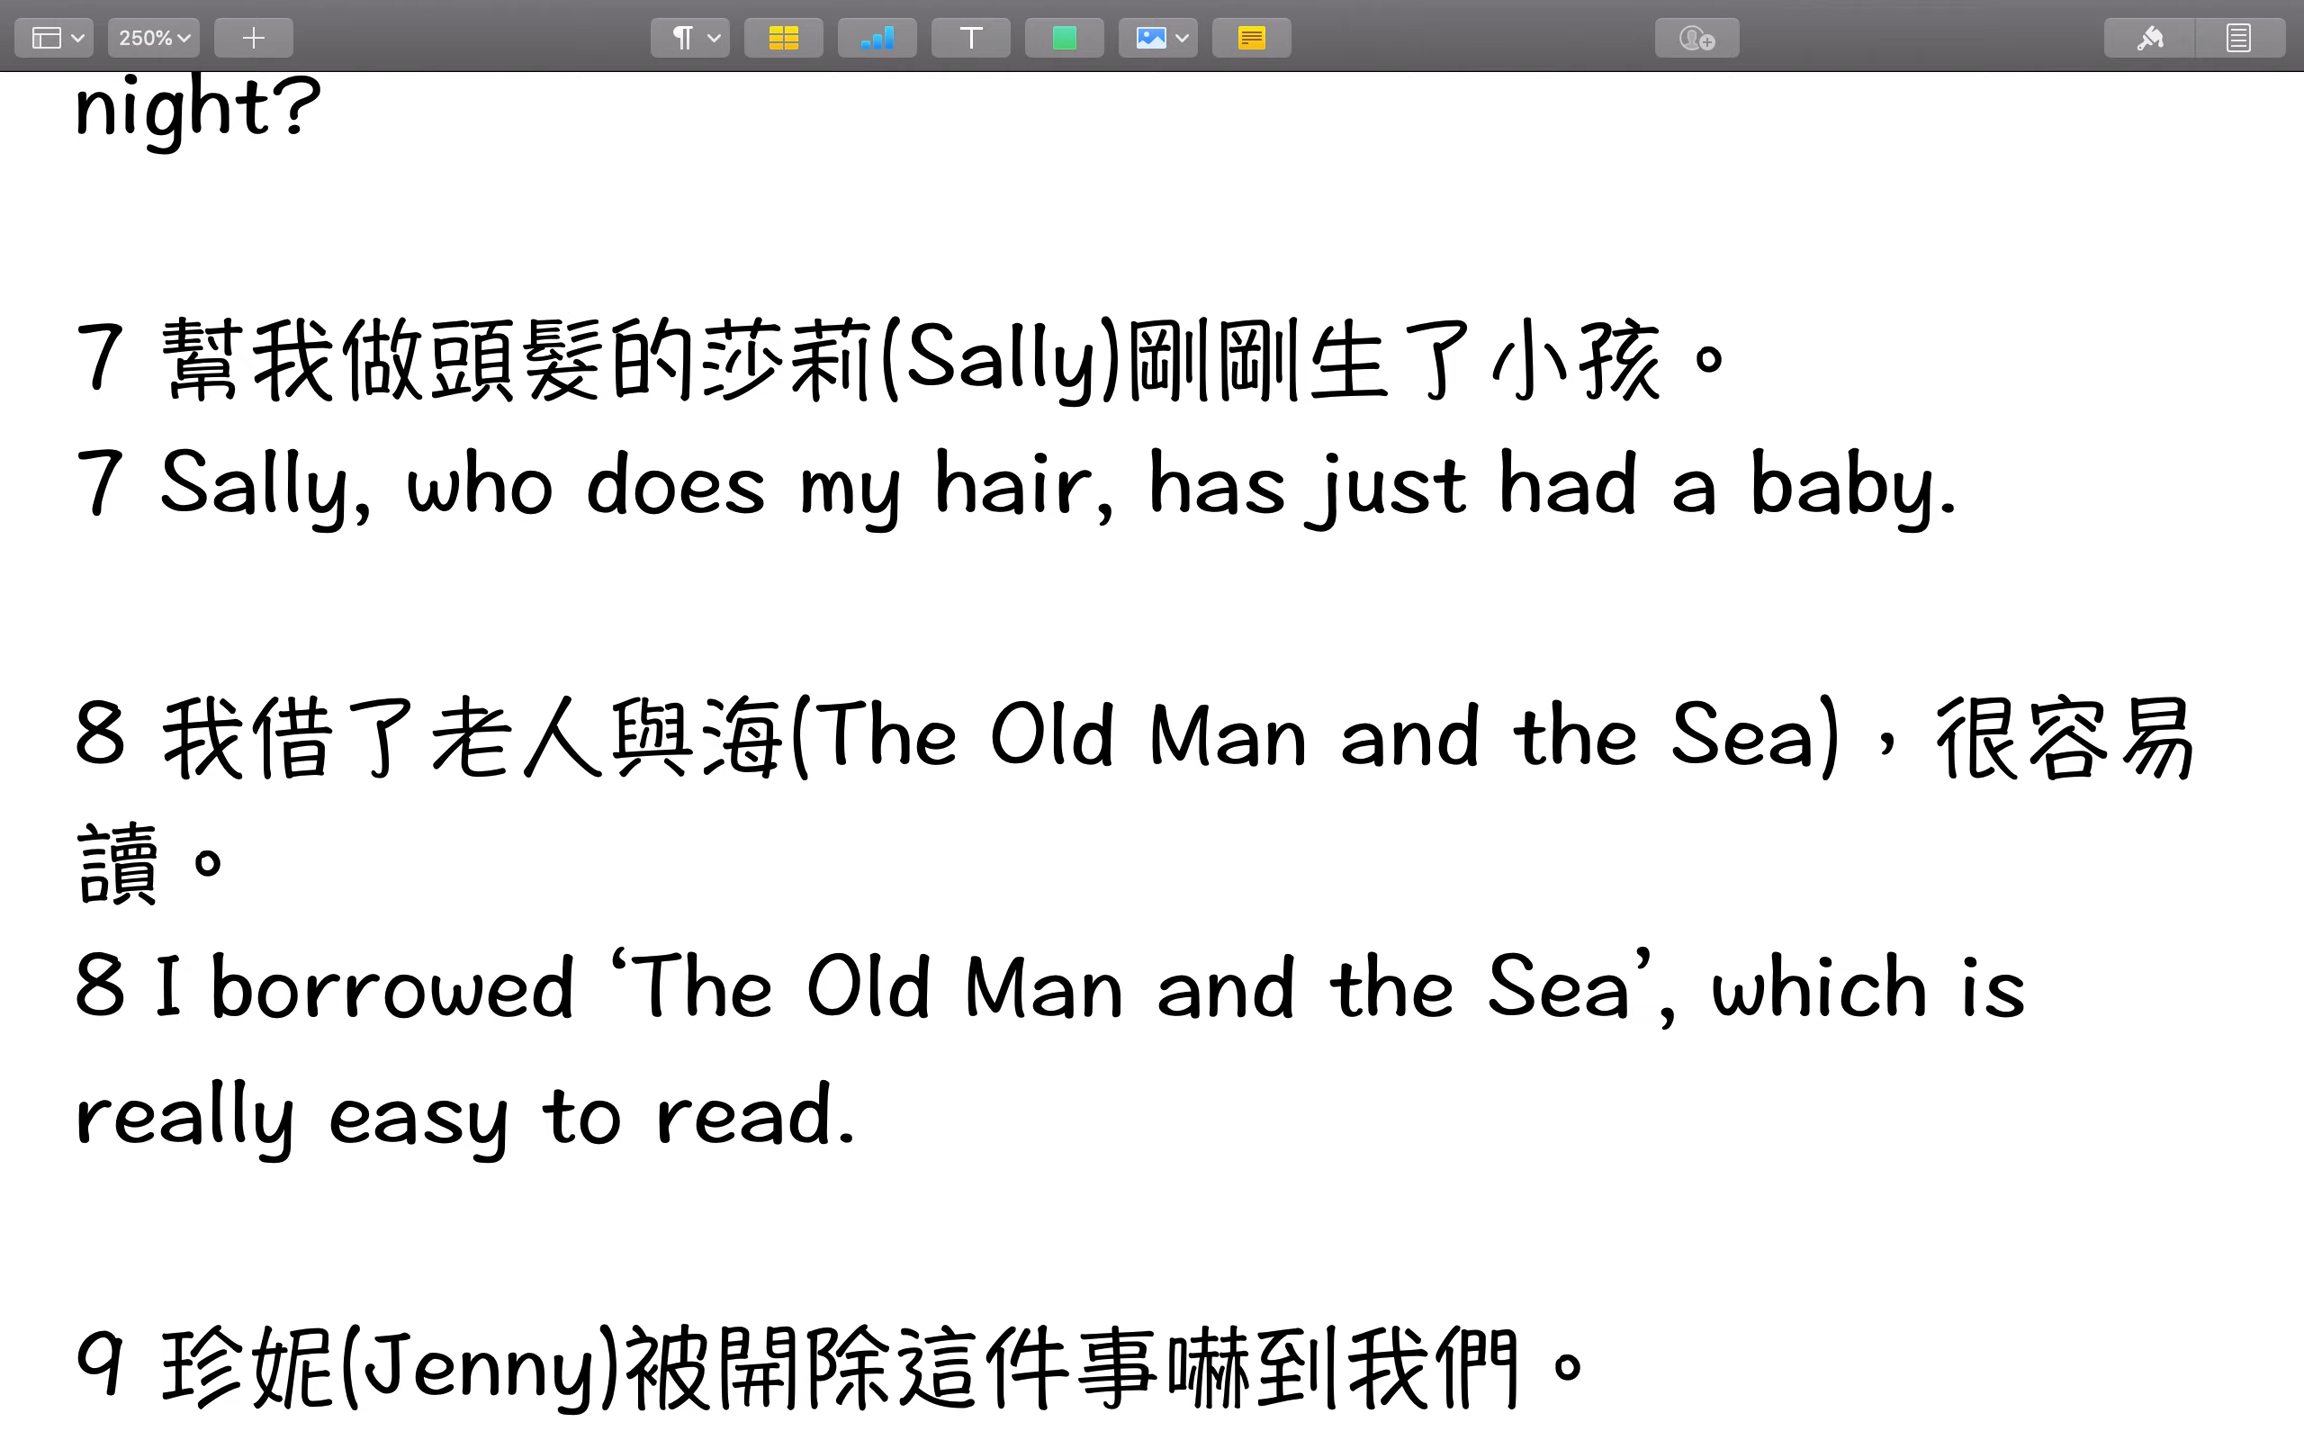 250%
night?
7 幫我做頭髮的莎莉(Sally)剛剛生了小孩。
7 Sally, who does my hair, has just had a baby.
8 我借了老人與海(The Old Man and the Sea)，很容易
讀。
8 I borrowed ‘The Old Man and the Sea’, which is
really easy to read.
9 珍妮(Jenny)被開除這件事嚇到我們。